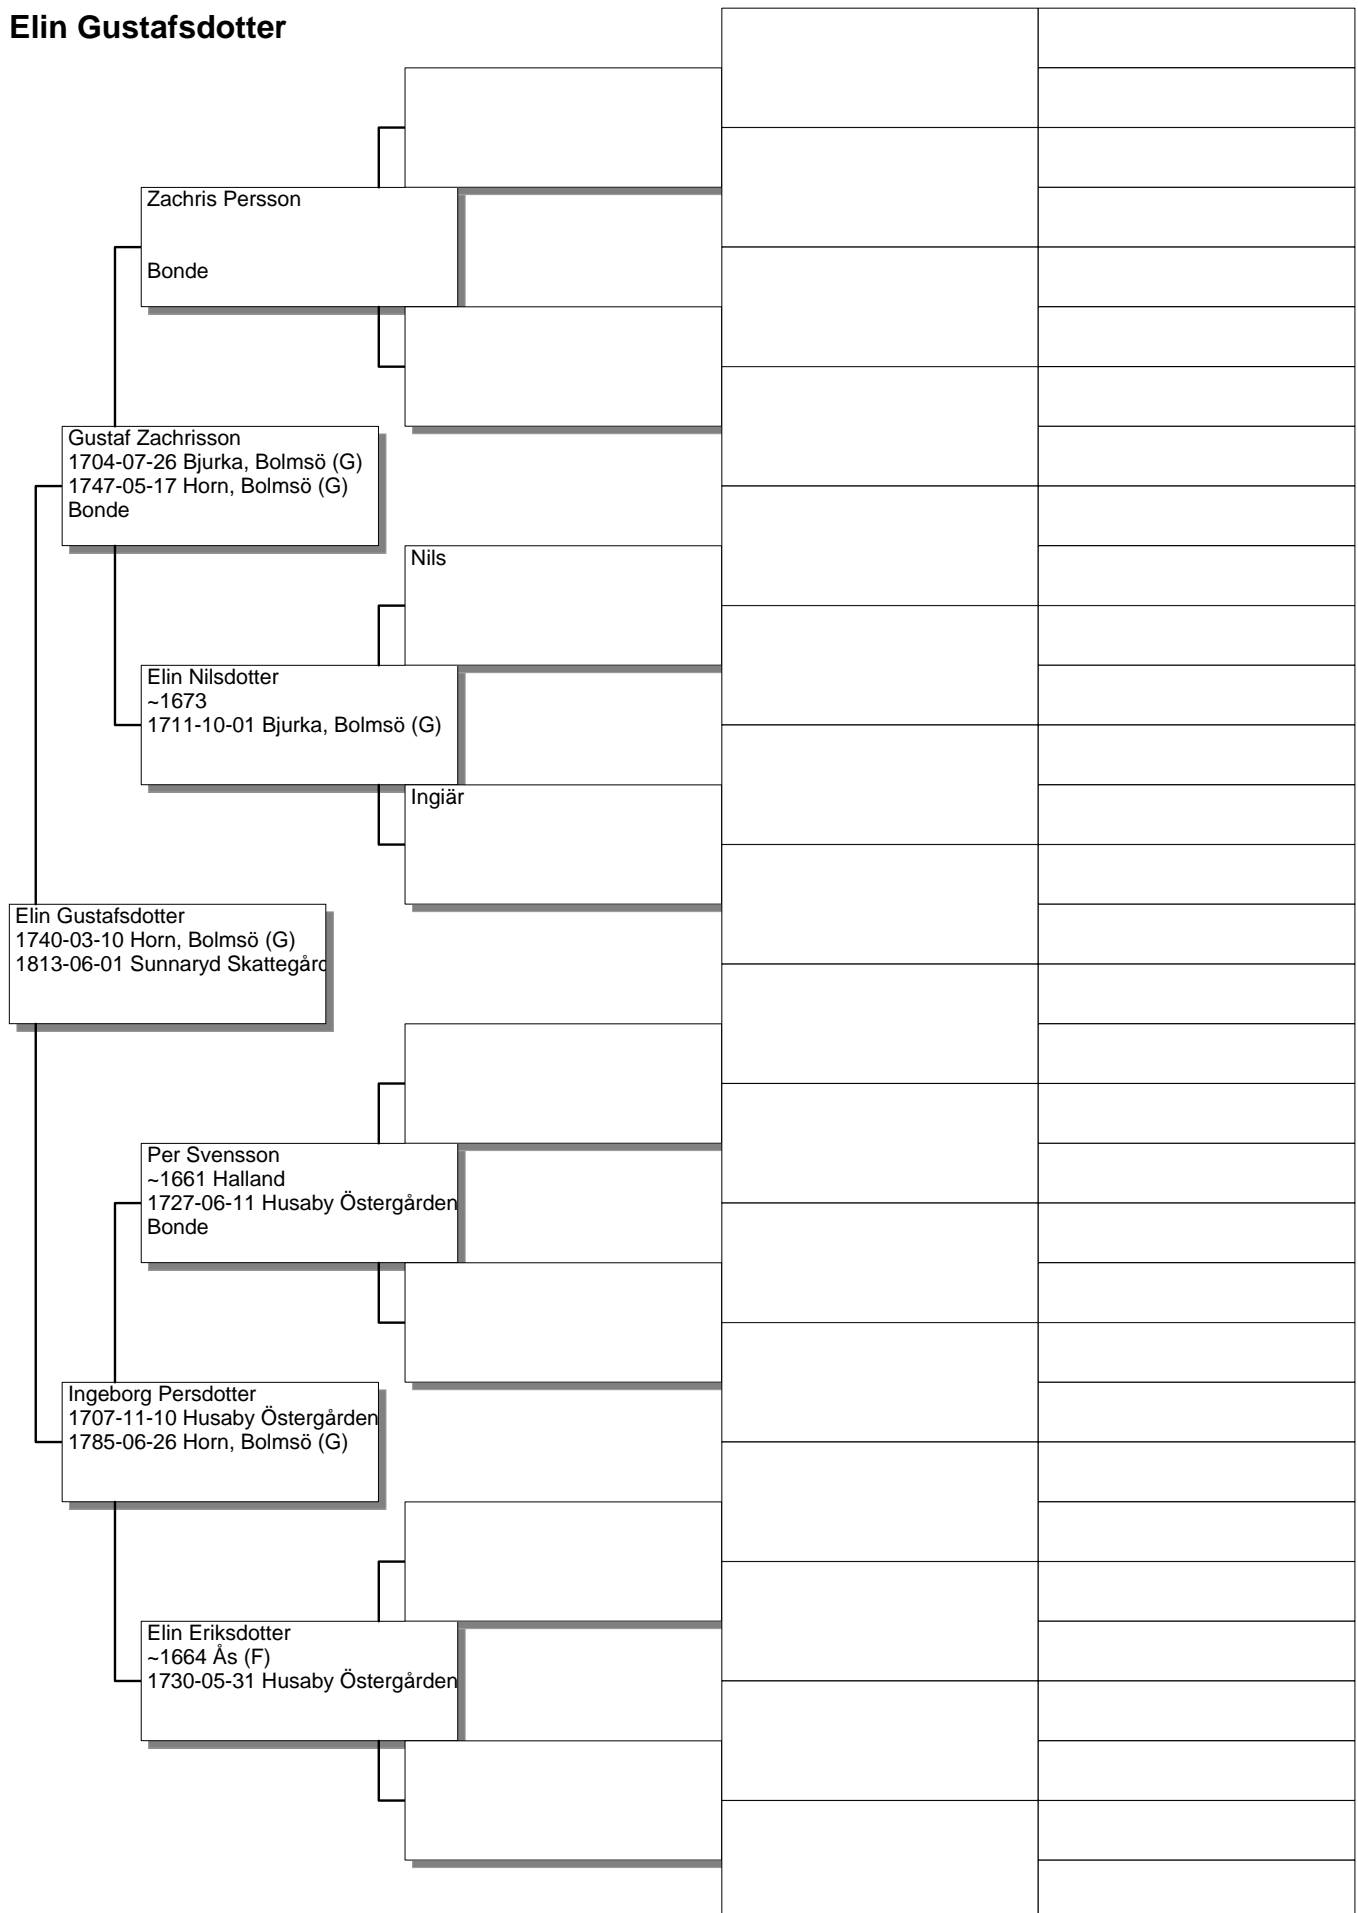 Elin Gustafsdotter
Zachris Persson
Bonde
Gustaf Zachrisson
1704-07-26 Bjurka, Bolmsö (G)
1747-05-17 Horn, Bolmsö (G)
Bonde
Nils
Elin Nilsdotter
~1673
1711-10-01 Bjurka, Bolmsö (G)
Ingiär
Elin Gustafsdotter
1740-03-10 Horn, Bolmsö (G)
1813-06-01 Sunnaryd Skattegård
Per Svensson
~1661 Halland
1727-06-11 Husaby Östergården
Bonde
Ingeborg Persdotter
1707-11-10 Husaby Östergården
1785-06-26 Horn, Bolmsö (G)
Elin Eriksdotter
~1664 Ås (F)
1730-05-31 Husaby Östergården